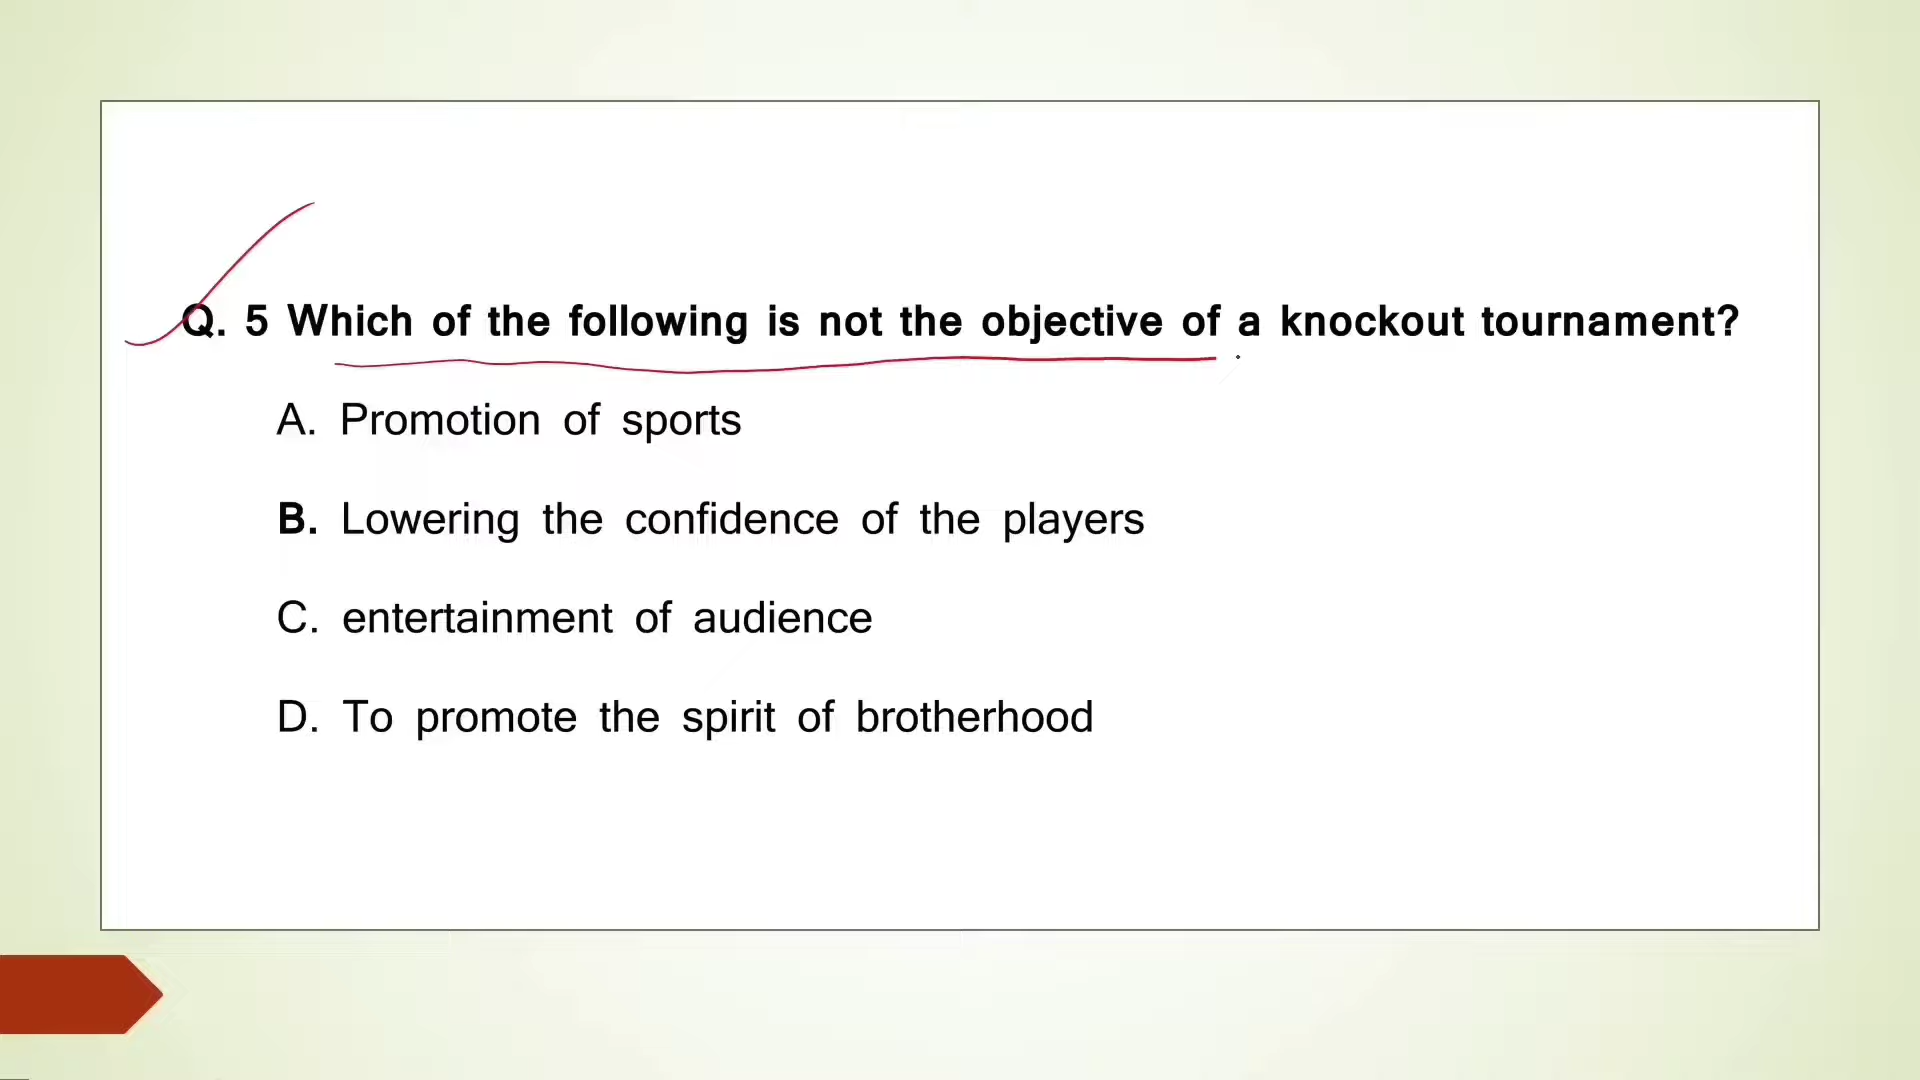 Q. 5 Which of the following is not the objective of a knockout tournament?
A. Promotion of sports
B. Lowering the confidence of the players
C. entertainment of audience
D. To promote the spirit of brotherhood